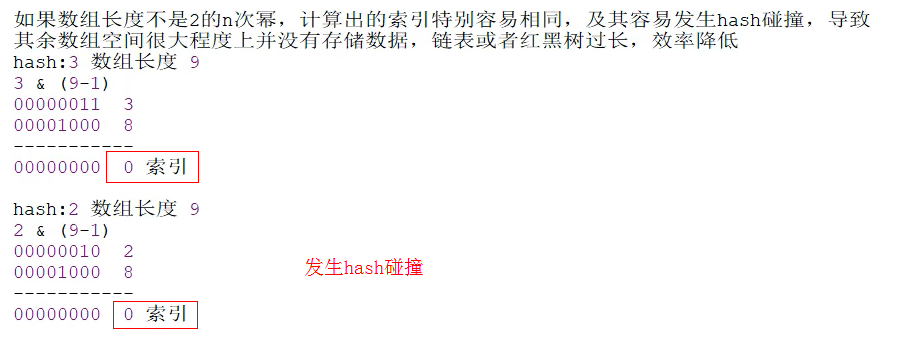 如果数组长度不是2的n次幂，计算出的索引特别容易相同，及其容易发生hash碰撞，导致
其余数组空间很大程度上并没有存储数据，链表或者红黑树过长，效率降低
hash:3 数组长度 9
3 & (9-1)
00000011 3
00001000 8
-----------
00000000 0 索引
hash:2 数组长度 9
2 & (9-1)
00000010 2
发生hash碰撞
00001000 8
-----------
00000000 0 索引